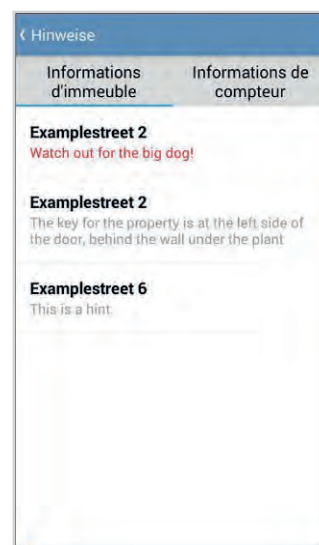 Hinweise
Informations d'immeuble
Informations de compteur
Examplestreet 2
Watch out for the big dog!
Examplestreet 2
The key for the property is at the left side of
the door, behind the wall under the plant
Examplestreet 6
This is a hint